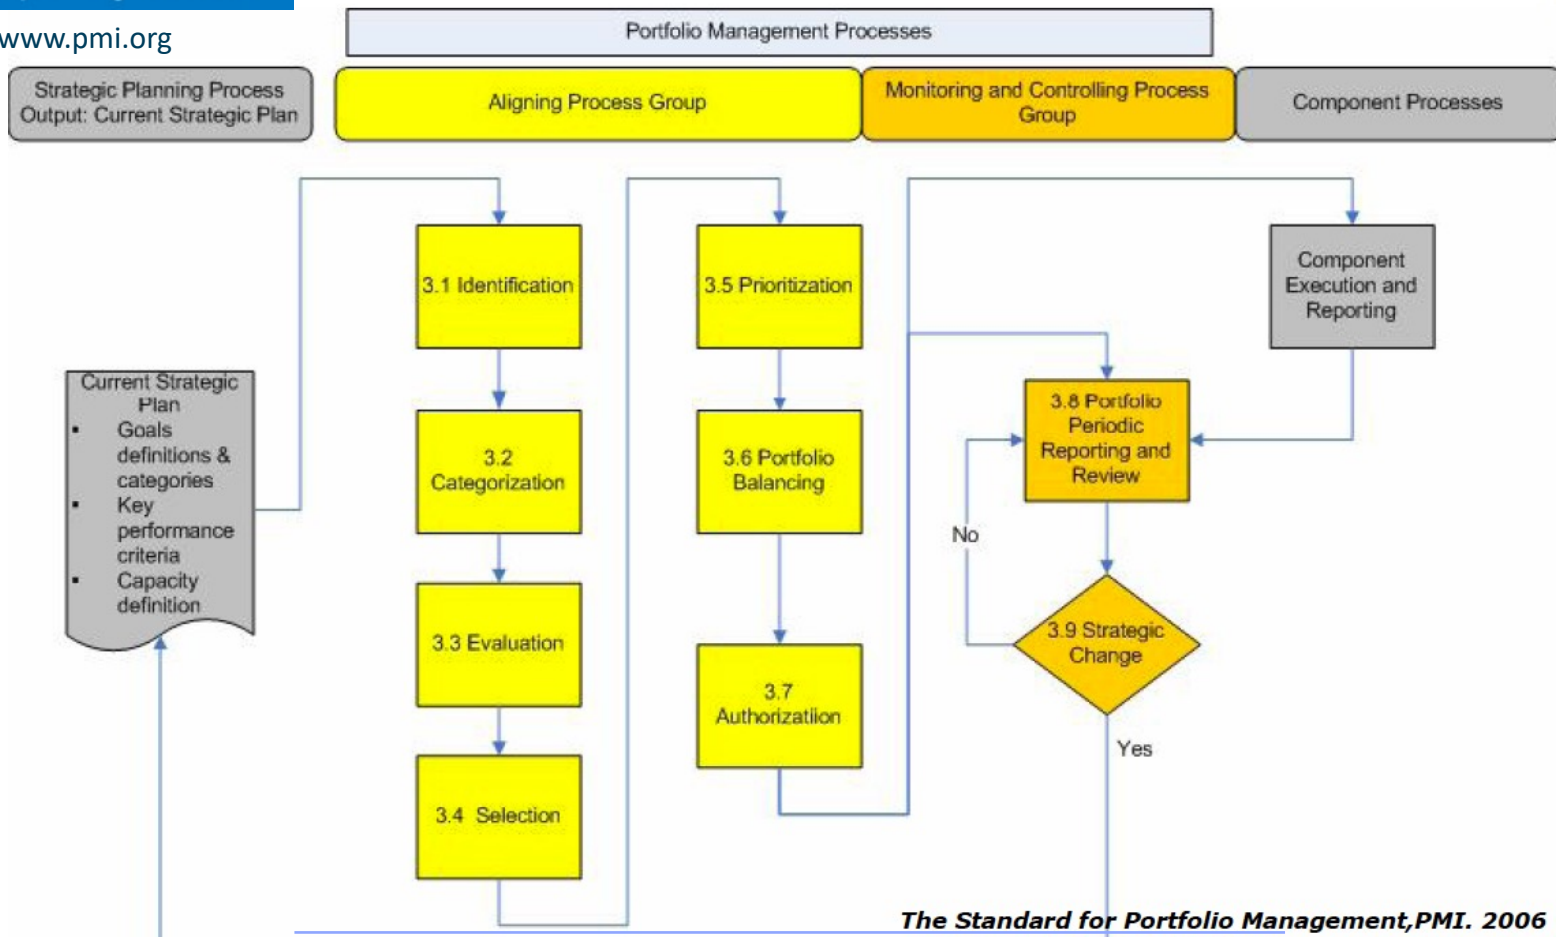 www.pmi.org
Portfolio Management Processes
Strategic Planning Process
Output: Current Strategic Plan
Aligning Process Group
Monitoring and Controlling Process
Group
Component Processes
Current Strategic
Plan
▪ Goals
definitions &
categories
▪ Key
performance
criteria
▪ Capacity
definition
3.1 Identification
3.2
Categorization
3.3 Evaluation
3.4 Selection
3.5 Prioritization
3.6 Portfolio
Balancing
3.7
Authorizatiion
Component
Execution and
Reporting
3.8 Portfolio
Periodic
Reporting and
Review
No
3.9 Strategic
Change
Yes
The Standard for Portfolio Management,PMI. 2006